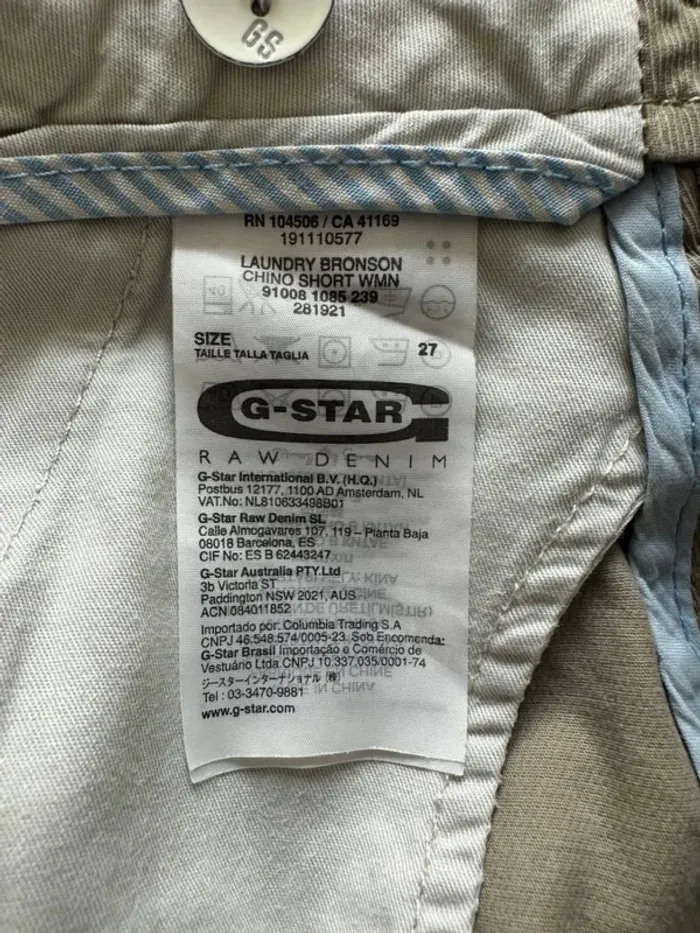 GS
RN 104506 / CA 41169
191110577
LAUNDRY BRONSON
CHINO SHORT WMN
91008 1085 239
281921
SIZE
TAILLE TALLA TAGLIA 27
G-STAR
RAW DENIM
G-Star International B.V. (H.Q.)
Postbus 12177, 1100 AD Amsterdam, NL
VAT.No: NL810633498B01
G-Star Raw Denim SL
Calle Almogavares 107, 119 – Planta Baja
08018 Barcelona, ES
CIF No: ES B 62443247
G-Star Australia PTY.Ltd
3b Victoria ST
Paddington NSW 2021, AUS
ACN 084011852
Importado por: Columbia Trading S.A
CNPJ 46.548.574/0005-23. Sob Encomenda:
G-Star Brasil Importação e Comércio de
Vestuário Ltda.CNPJ 10.337.035/0001-74
ジースターインターナショナル (株)
Tel : 03-3470-9881
www.g-star.com